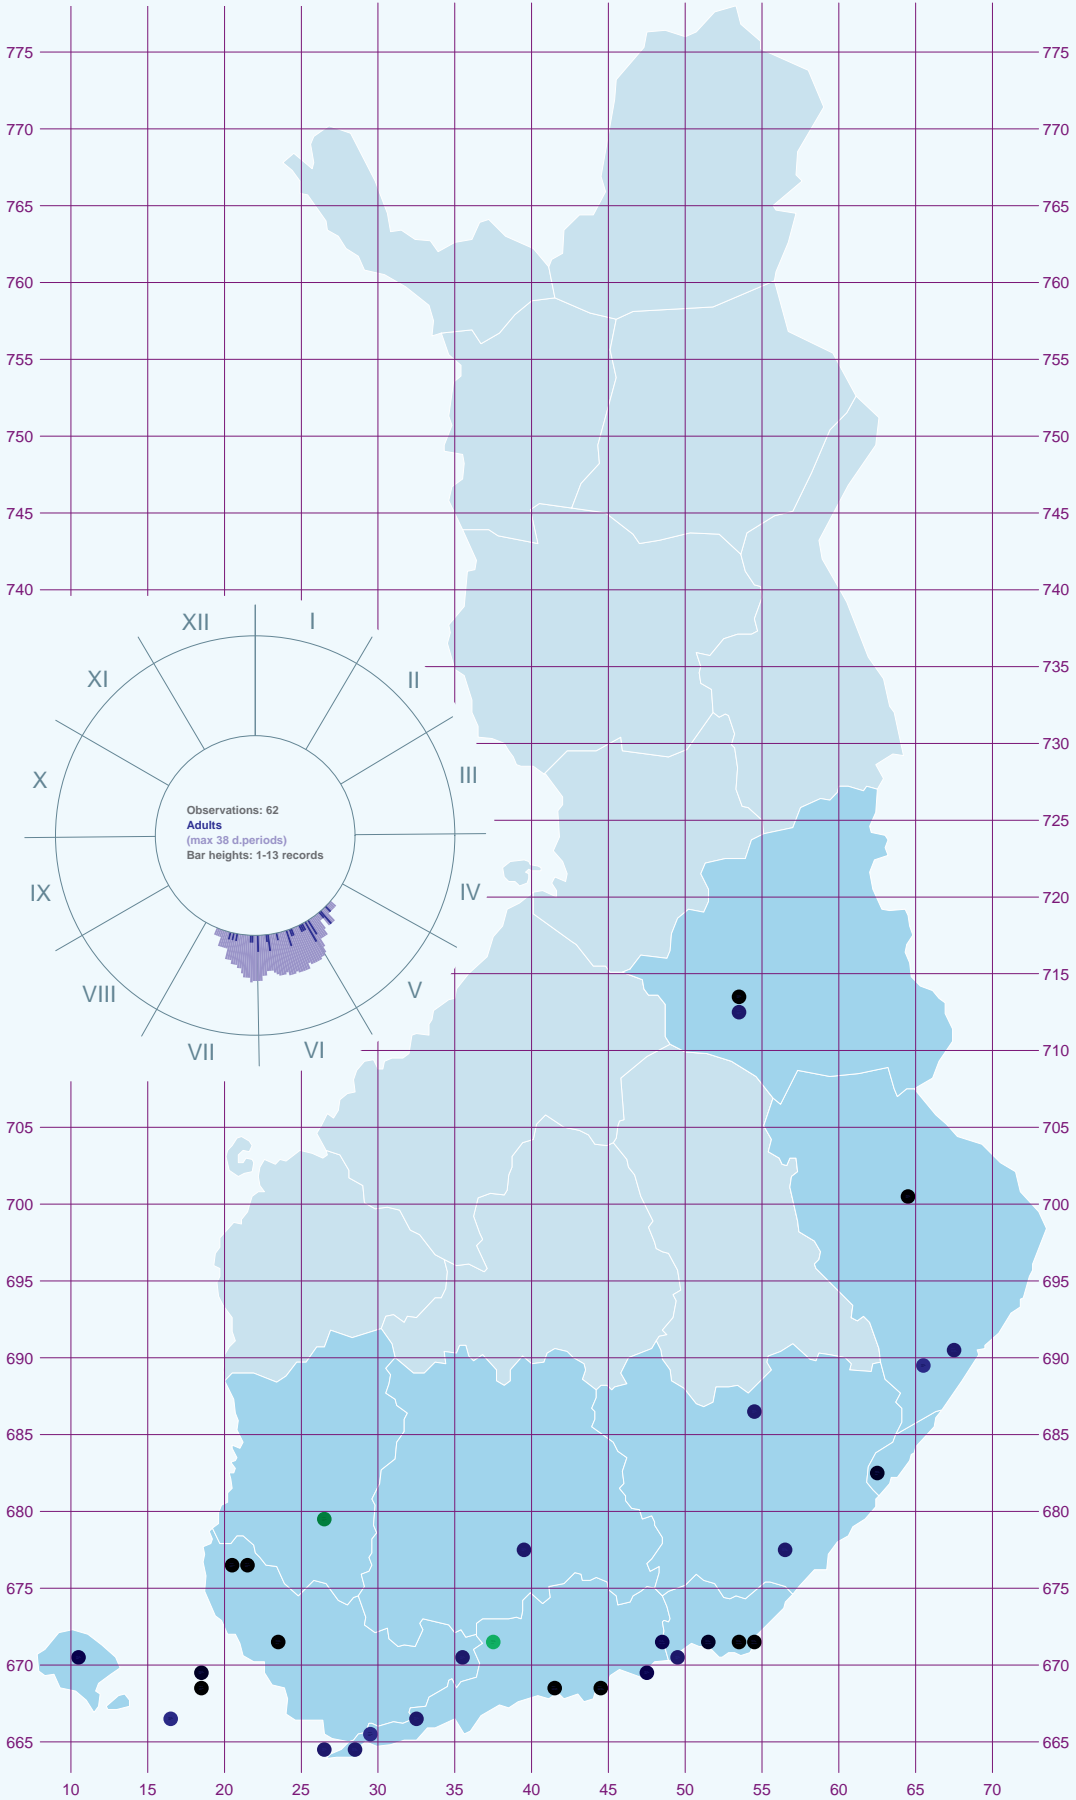 775 775
770 770
765 765
760 760
755 755
750 750
745 745
740 740
XII I
XI II
735
730
X III
Observations: 62
Adults
(max 38 d.periods)
Bar heights: 1-13 records
725
IX IV
720
VIII V
715
VII VI
710
705 705
700 700
695 695
690 690
685 685
680 680
675 675
670 670
665 665
10 15 20 25 30 35 40 45 50 55 60 65 70